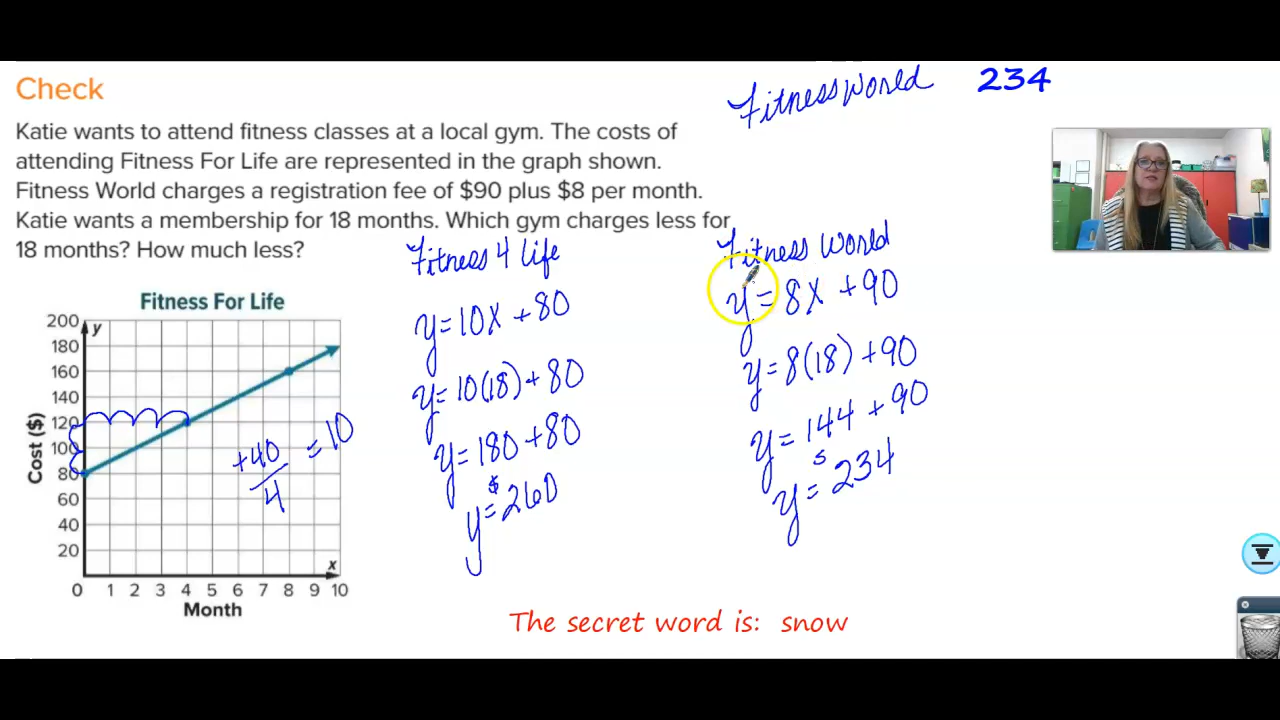 Check
FitnessWorld 234
Katie wants to attend fitness classes at a local gym. The costs of
attending Fitness For Life are represented in the graph shown.
Fitness World charges a registration fee of $90 plus $8 per month.
Katie wants a membership for 18 months. Which gym charges less for
18 months? How much less?
Fitness 4 life
y=10x+80
y=10(18)+80
y=180+80
y=$260
Fitness World
y=8x+90
y=8(18)+90
y=144+90
y=$234
Fitness For Life
y
200
180
160
140
120
100
80
60
40
20
Cost ($)
+40/4=10
x
0 1 2 3 4 5 6 7 8 9 10
Month
The secret word is: snow